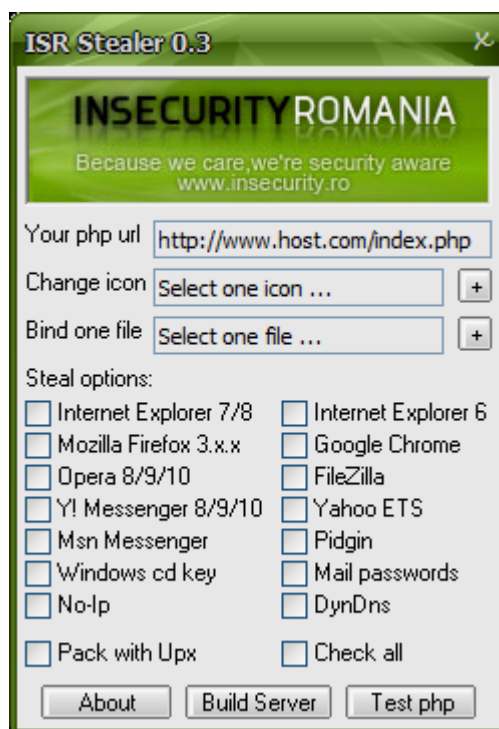 ISR Stealer 0.3
INSECURITYROMANIA
Because we care,we're security aware
www.insecurity.ro
Your php url http://www.host.com/index.php
Change icon Select one icon ... +
Bind one file Select one file ... +
Steal options:
Internet Explorer 7/8 Internet Explorer 6
Mozilla Firefox 3.x.x Google Chrome
Opera 8/9/10 FileZilla
Y! Messenger 8/9/10 Yahoo ETS
Msn Messenger Pidgin
Windows cd key Mail passwords
No-Ip DynDns
Pack with Upx Check all
About Build Server Test php